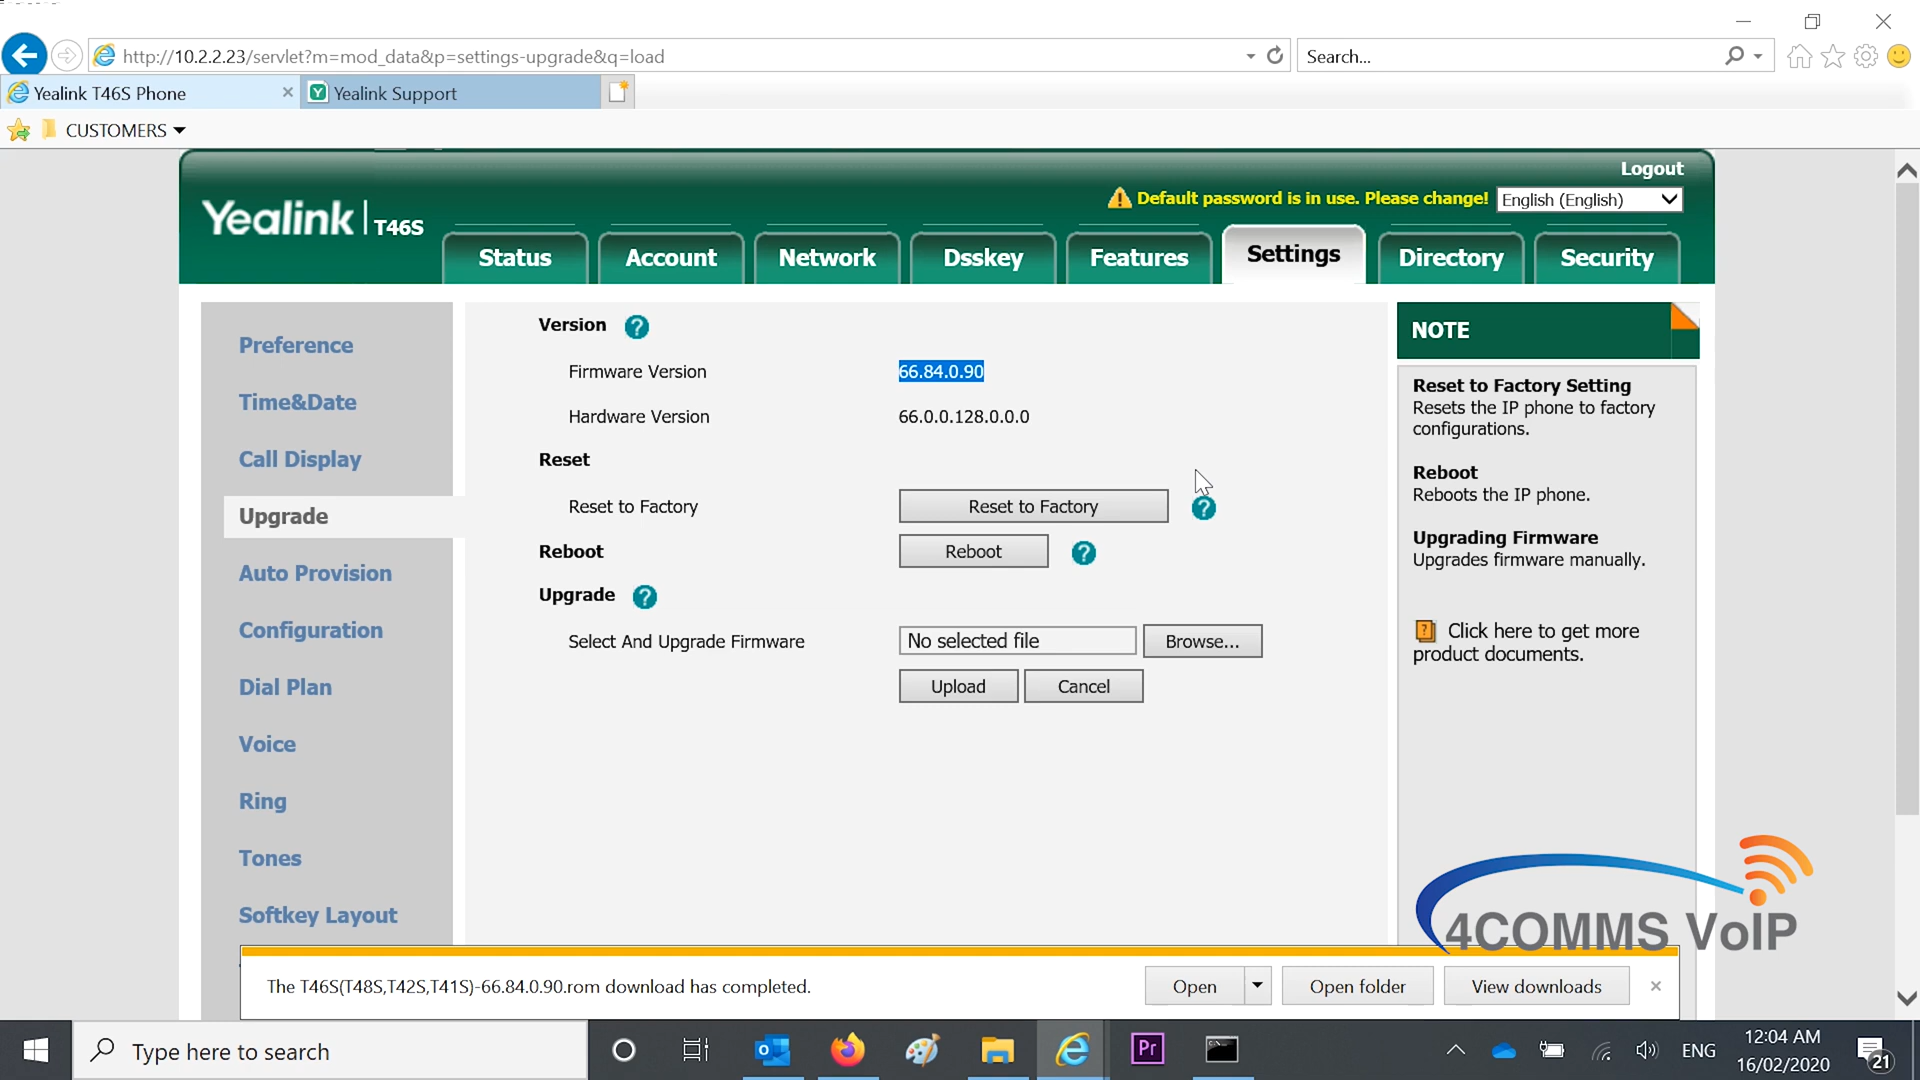 http://10.2.2.23/servlet?m=mod_data&p=settings-upgrade&q=load
Search...
Yealink T46S Phone
Yealink Support
CUSTOMERS
Logout
Default password is in use. Please change!
English (English)
Yealink | T46S
Status
Account
Network
Dsskey
Features
Settings
Directory
Security
Preference
Time&Date
Call Display
Upgrade
Auto Provision
Configuration
Dial Plan
Voice
Ring
Tones
Softkey Layout
Version ?
Firmware Version
66.84.0.90
Hardware Version
66.0.0.128.0.0.0
Reset
Reset to Factory
Reset to Factory
?
Reboot
Reboot
?
Upgrade ?
Select And Upgrade Firmware
No selected file
Browse...
Upload
Cancel
NOTE
Reset to Factory Setting
Resets the IP phone to factory
configurations.
Reboot
Reboots the IP phone.
Upgrading Firmware
Upgrades firmware manually.
? Click here to get more
product documents.
4COMMS VoIP
The T46S(T48S,T42S,T41S)-66.84.0.90.rom download has completed.
Open
Open folder
View downloads
Type here to search
Pr
ENG
12:04 AM
16/02/2020
21